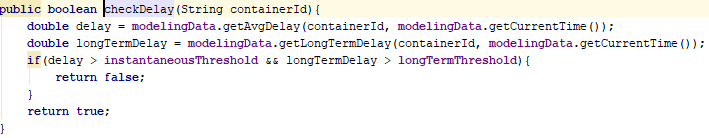 public boolean checkDelay(String containerId){
    double delay = modelingData.getAvgDelay(containerId, modelingData.getCurrentTime());
    double longTermDelay = modelingData.getLongTermDelay(containerId, modelingData.getCurrentTime());
    if(delay > instantaneousThreshold && longTermDelay > longTermThreshold){
        return false;
    }
    return true;
}